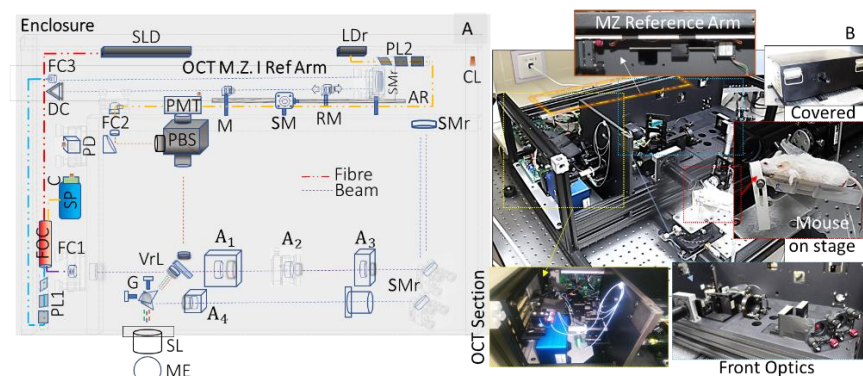 Enclosure
SLD
LDr
PL2
A
FC3
OCT M.Z. I Ref Arm
SMr
CL
DC
PMT
AR
FC2
M
SM
RM
SMr
PD
PBS
Fibre
Beam
C
SP
FOC
FC1
VrL
A1
A2
A3
SMr
G
A4
PL1
SL
ME
MZ Reference Arm
B
Covered
Mouse
on stage
OCT Section
Front Optics